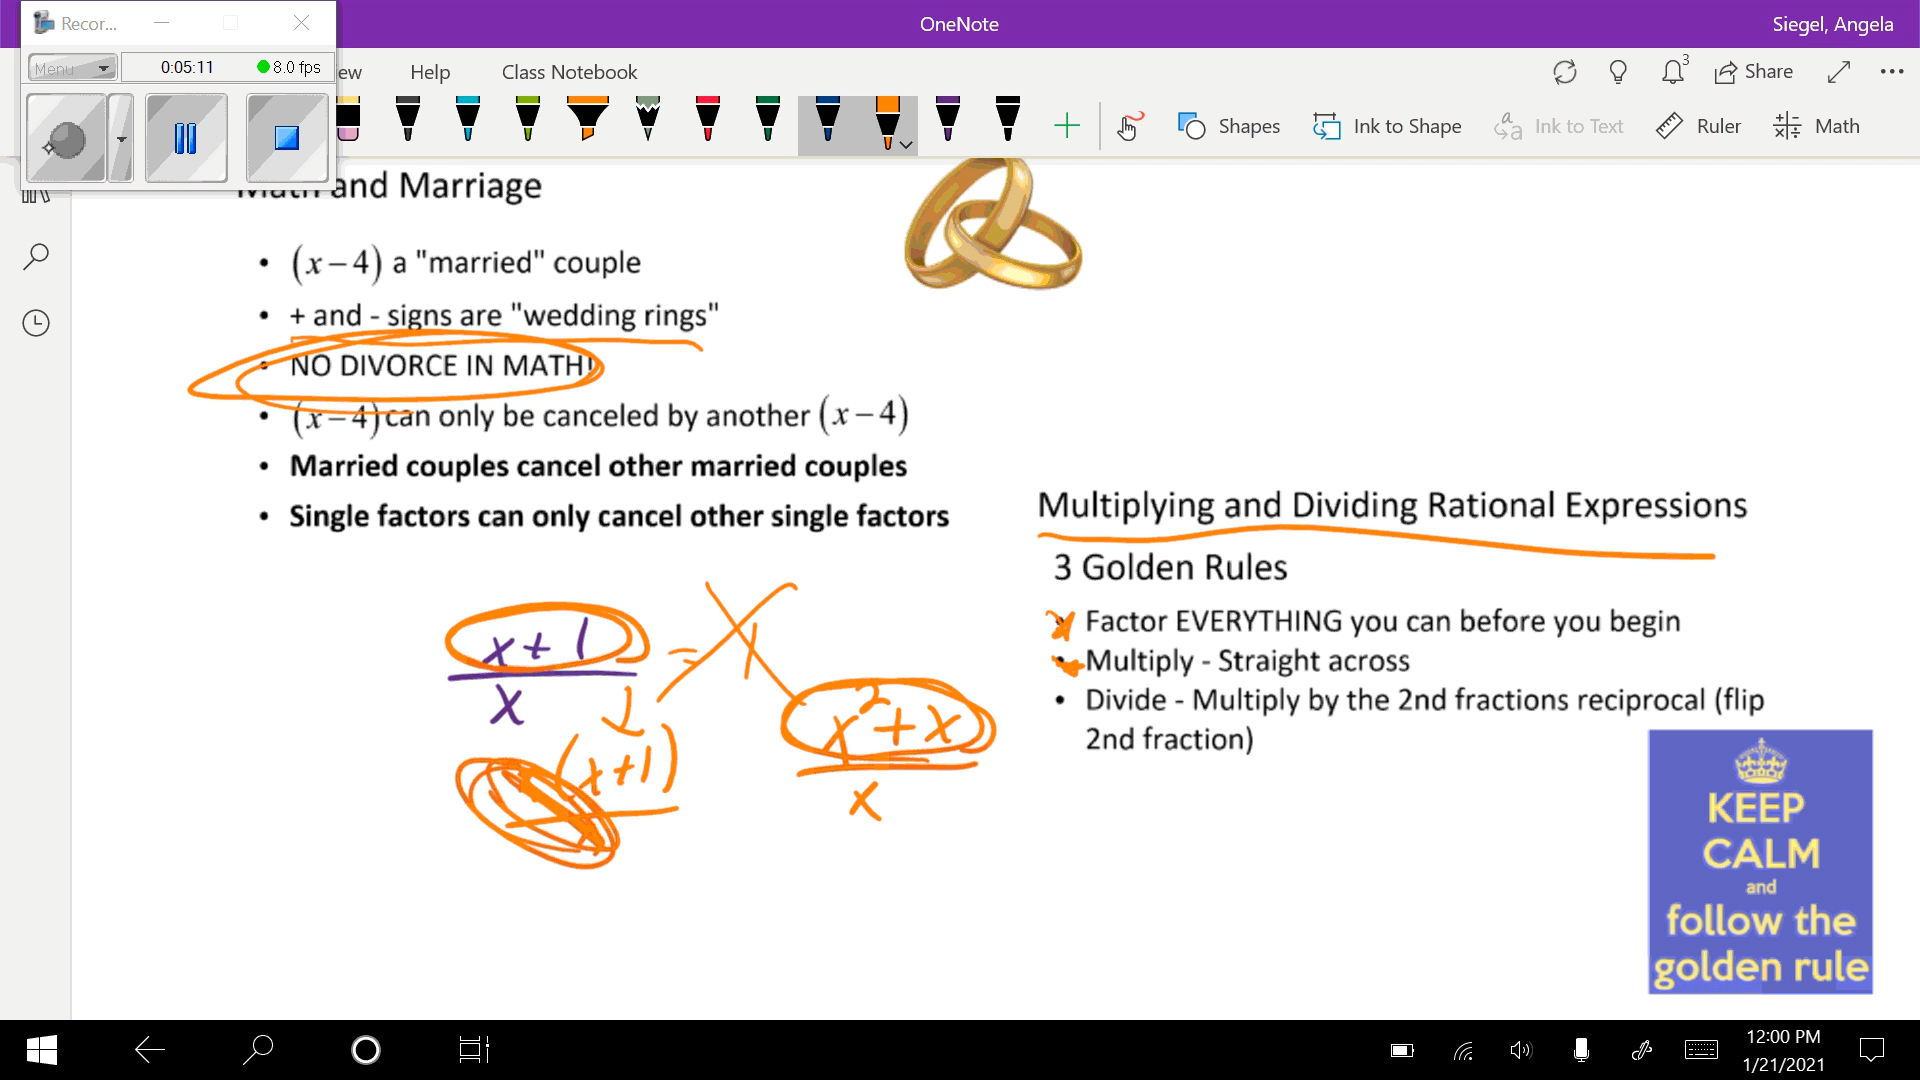 Recor...
OneNote
Siegel, Angela
Menu
0:05:11
8.0 fps
ew
Help
Class Notebook
3
Share
Shapes
Ink to Shape
Ink to Text
Ruler
Math
Math and Marriage
• (x-4) a "married" couple
• + and - signs are "wedding rings"
• NO DIVORCE IN MATH!
• (x-4) can only be canceled by another (x-4)
• Married couples cancel other married couples
• Single factors can only cancel other single factors
Multiplying and Dividing Rational Expressions
3 Golden Rules
Factor EVERYTHING you can before you begin
• Multiply - Straight across
• Divide - Multiply by the 2nd fractions reciprocal (flip
2nd fraction)
x+1
x
(x+1)
x²+x
x
KEEP
CALM
and
follow the
golden rule
12:00 PM
1/21/2021